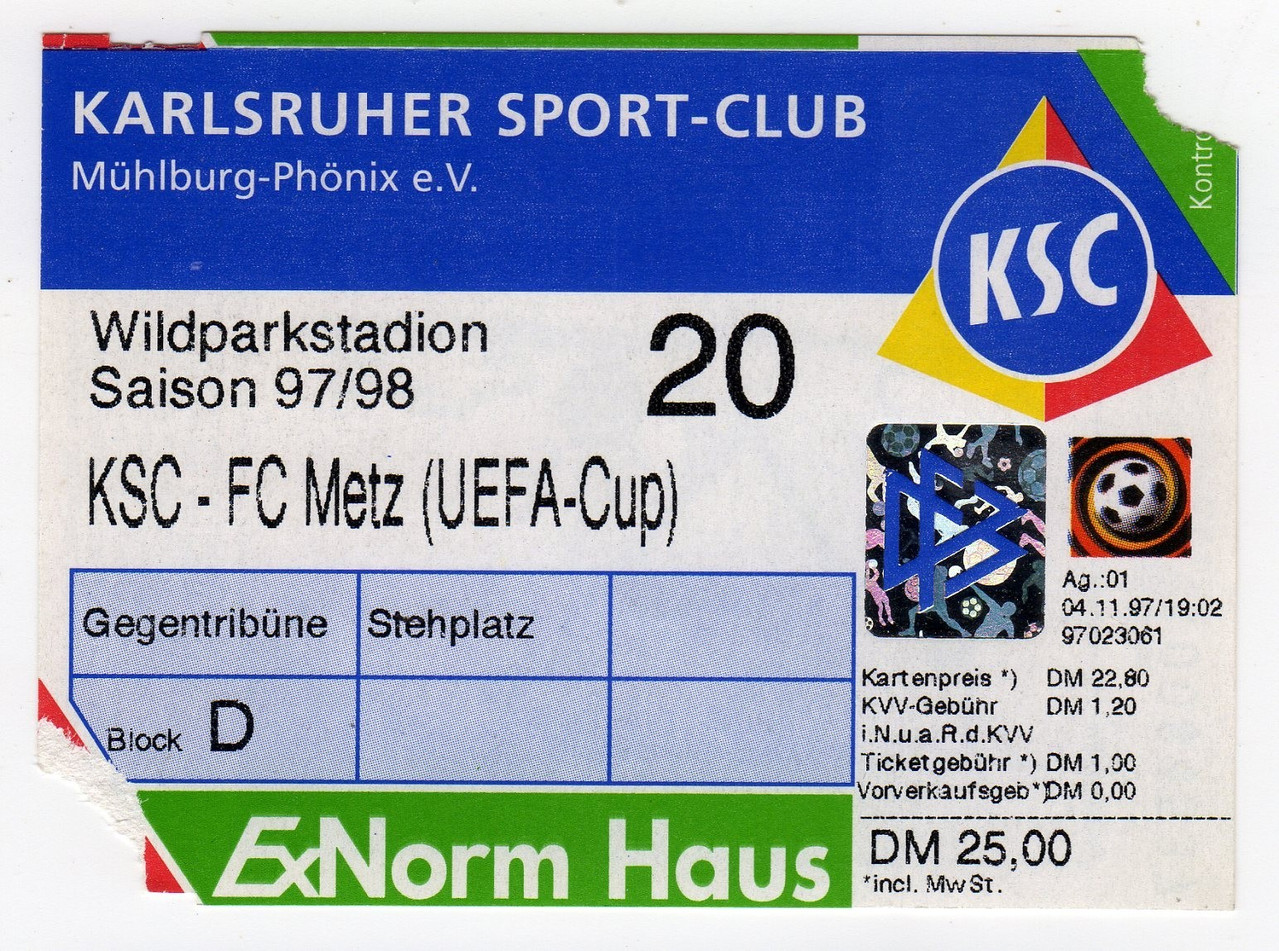 KARLSRUHER SPORT-CLUB
Mühlburg-Phönix e.V.
Kontro
KSC
Wildparkstadion
Saison 97/98
20
KSC - FC Metz (UEFA-Cup)
Ag.:01
04.11.97/19:02
97023061
Gegentribüne Stehplatz
Block D
Kartenpreis *) DM 22,80
KVV-Gebühr DM 1,20
i.N.u.a.R.d.KVV
Ticketgebühr *) DM 1,00
Vorverkaufsgeb*) DM 0,00
DM 25,00
*incl. MwSt.
ExNorm Haus